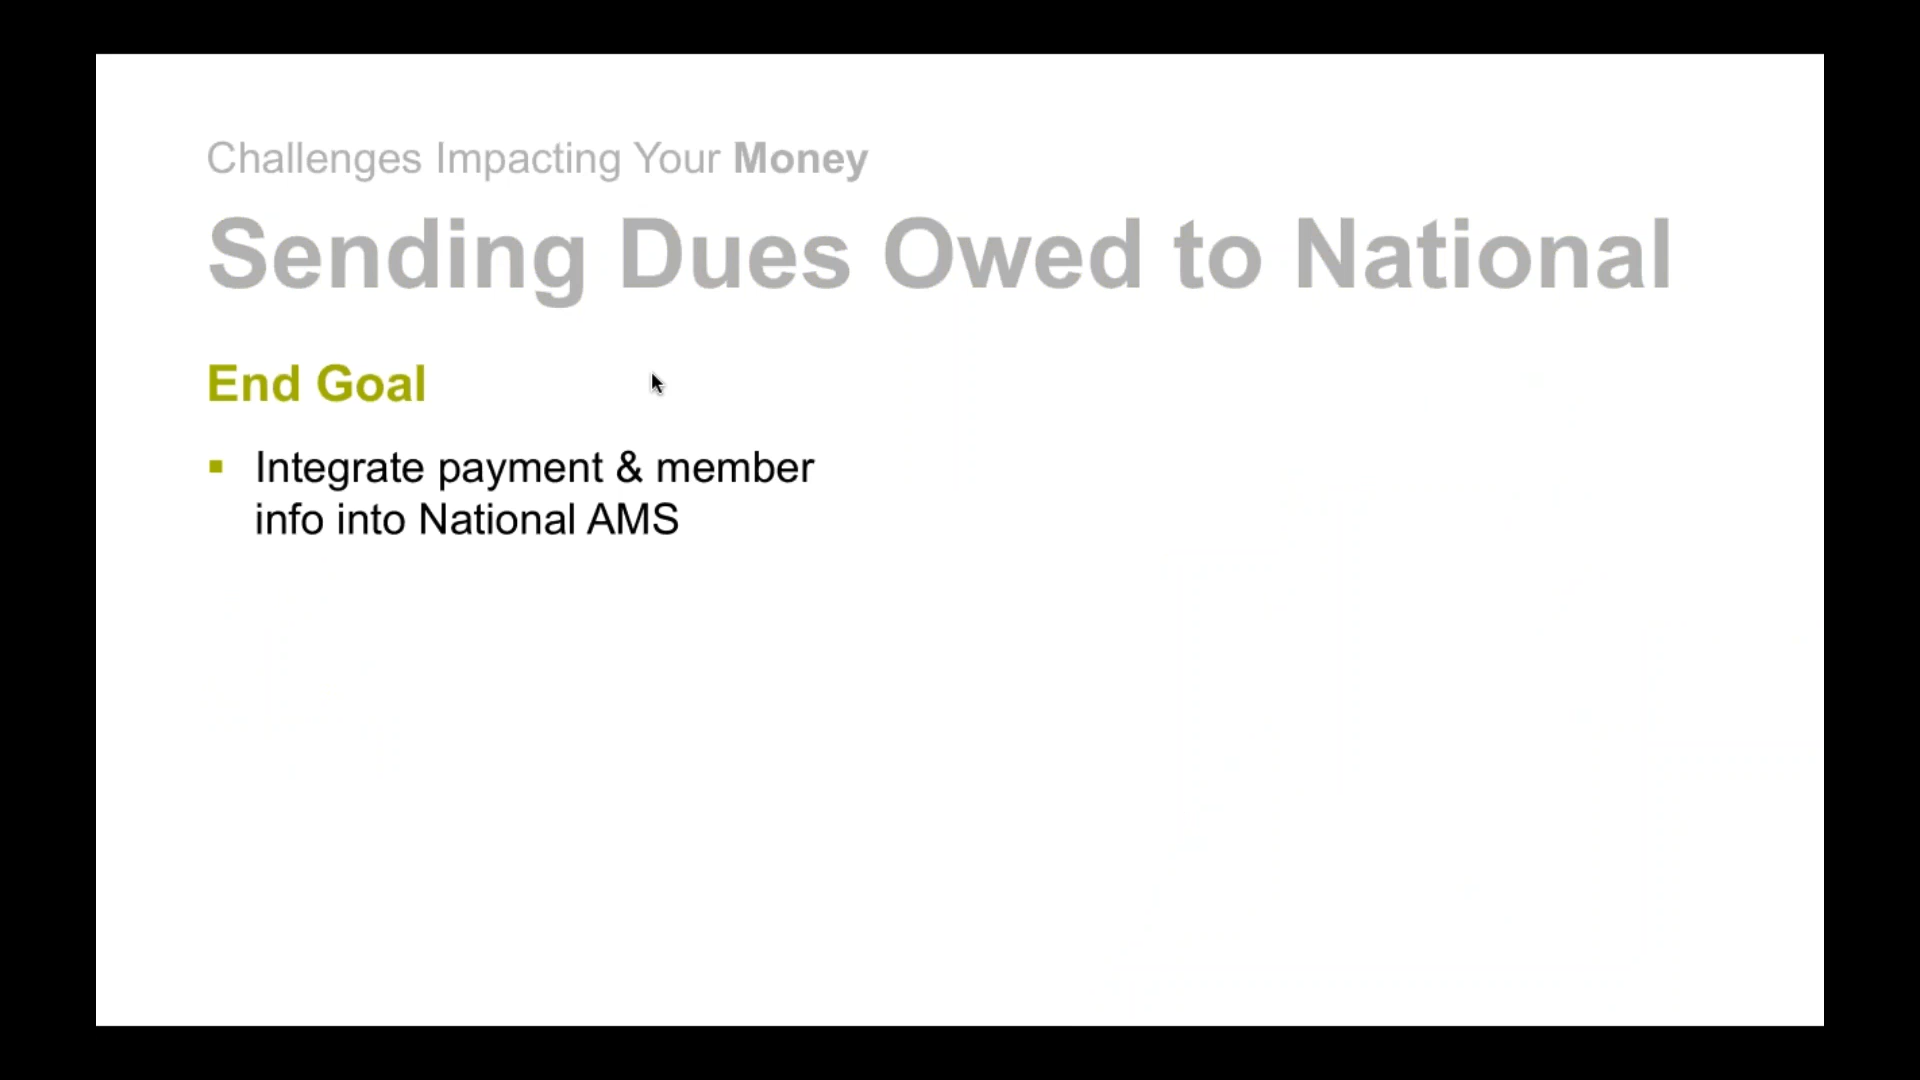 Challenges Impacting Your Money
Sending Dues Owed to National
End Goal
▪ Integrate payment & member
info into National AMS